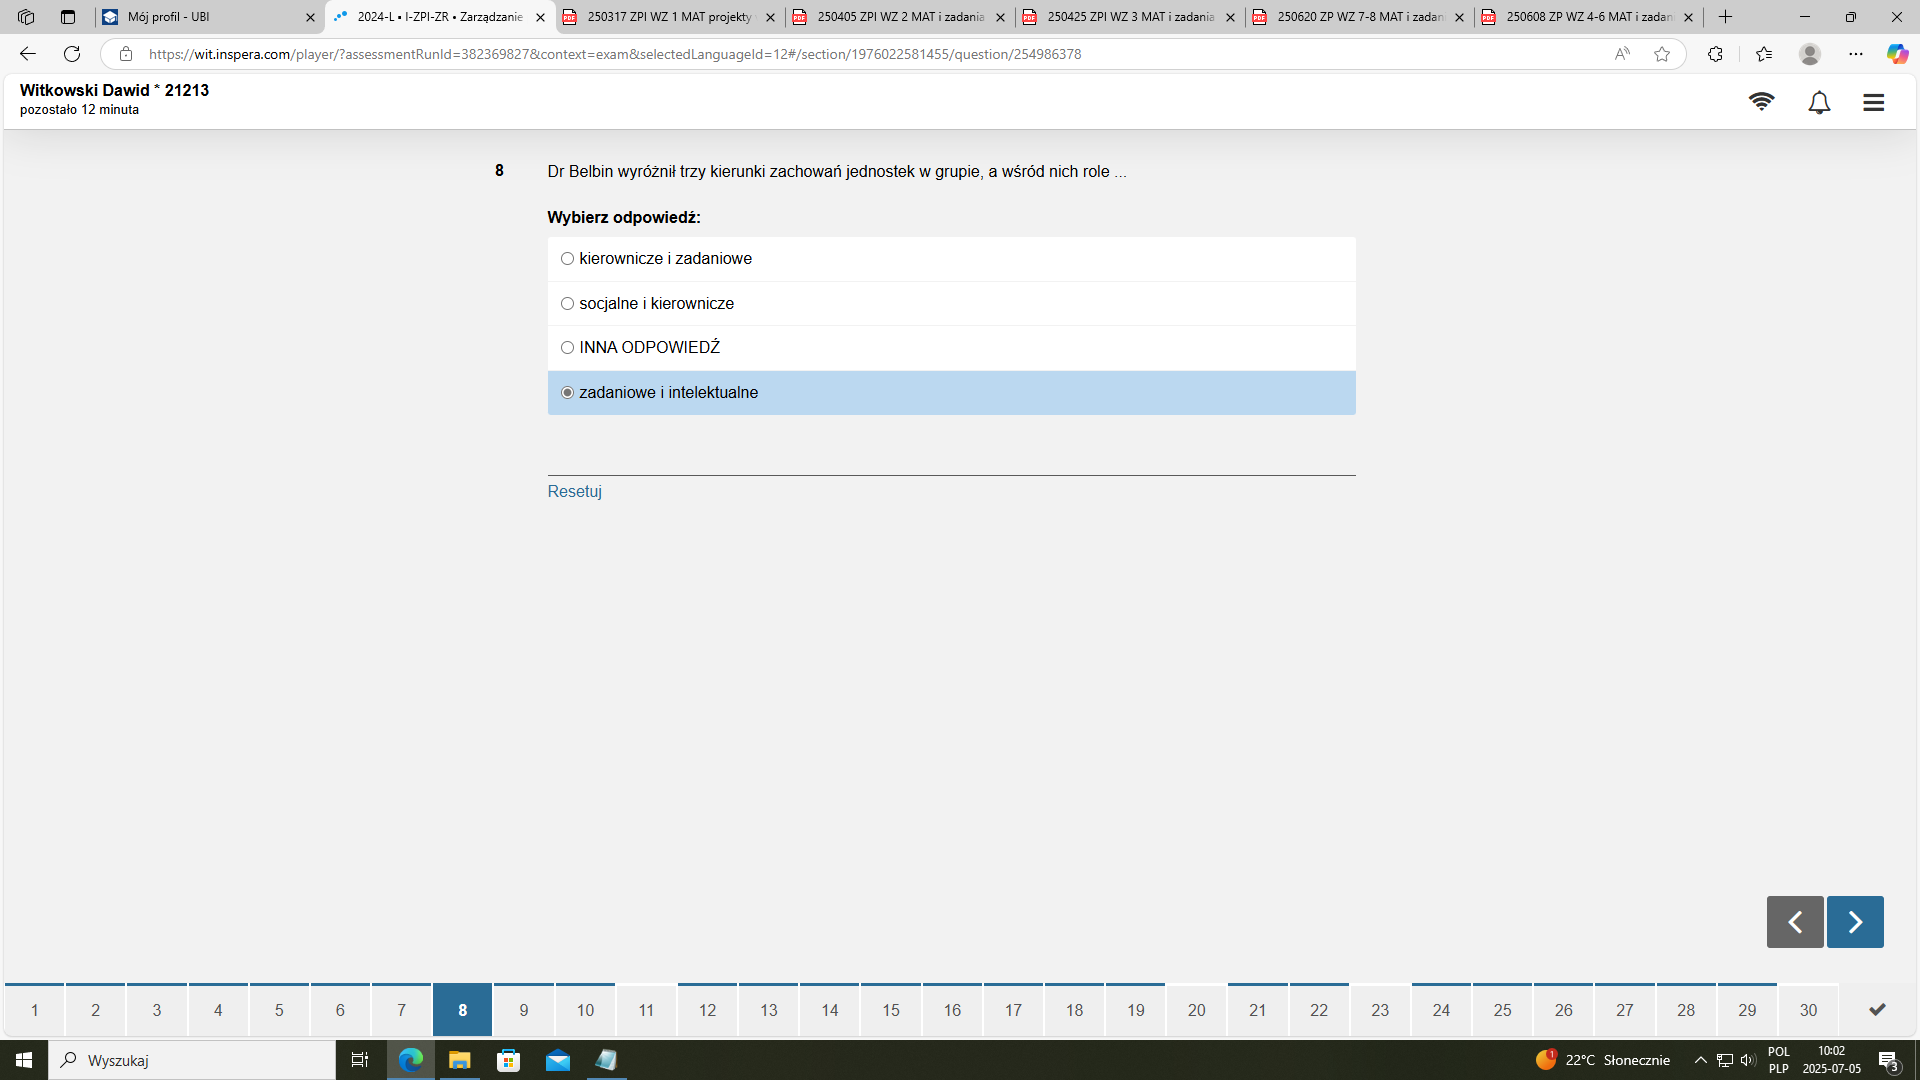 Mój profil - UBI
2024-L • I-ZPI-ZR • Zarządzanie
250317 ZPI WZ 1 MAT projekty
250405 ZPI WZ 2 MAT i zadania
250425 ZPI WZ 3 MAT i zadania
250620 ZP WZ 7-8 MAT i zadan
250608 ZP WZ 4-6 MAT i zadan
https://wit.inspera.com/player/?assessmentRunId=382369827&context=exam&selectedLanguageId=12#/section/1976022581455/question/254986378
Witkowski Dawid * 21213
pozostało 12 minuta
8 Dr Belbin wyróżnił trzy kierunki zachowań jednostek w grupie, a wśród nich role ...
Wybierz odpowiedź:
kierownicze i zadaniowe
socjalne i kierownicze
INNA ODPOWIEDŹ
zadaniowe i intelektualne
Resetuj
1 2 3 4 5 6 7 8 9 10 11 12 13 14 15 16 17 18 19 20 21 22 23 24 25 26 27 28 29 30
Wyszukaj
1
22°C Słonecznie
POL
PLP
10:02
2025-07-05
3